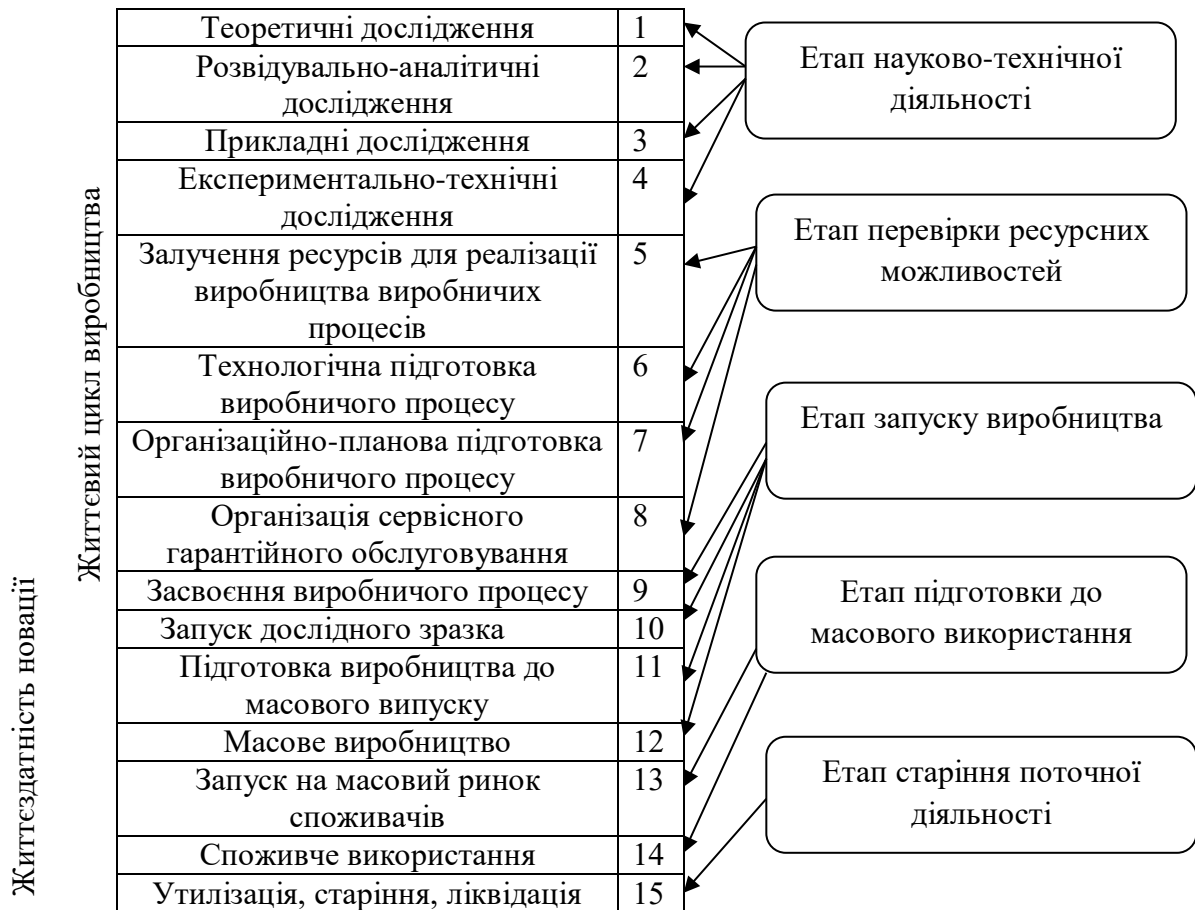 Життєздатність новації
Життєвий цикл виробництва
Теоретичні дослідження 1
Розвідувально-аналітичні 2
дослідження
Прикладні дослідження 3
Експериментально-технічні 4
дослідження
Залучення ресурсів для реалізації 5
виробництва виробничих
процесів
Технологічна підготовка 6
виробничого процесу
Організаційно-планова підготовка 7
виробничого процесу
Організація сервісного 8
гарантійного обслуговування
Засвоєння виробничого процесу 9
Запуск дослідного зразка 10
Підготовка виробництва до 11
масового випуску
Масове виробництво 12
Запуск на масовий ринок 13
споживачів
Споживче використання 14
Утилізація, старіння, ліквідація 15
Етап науково-технічної
діяльності
Етап перевірки ресурсних
можливостей
Етап запуску виробництва
Етап підготовки до
масового використання
Етап старіння поточної
діяльності